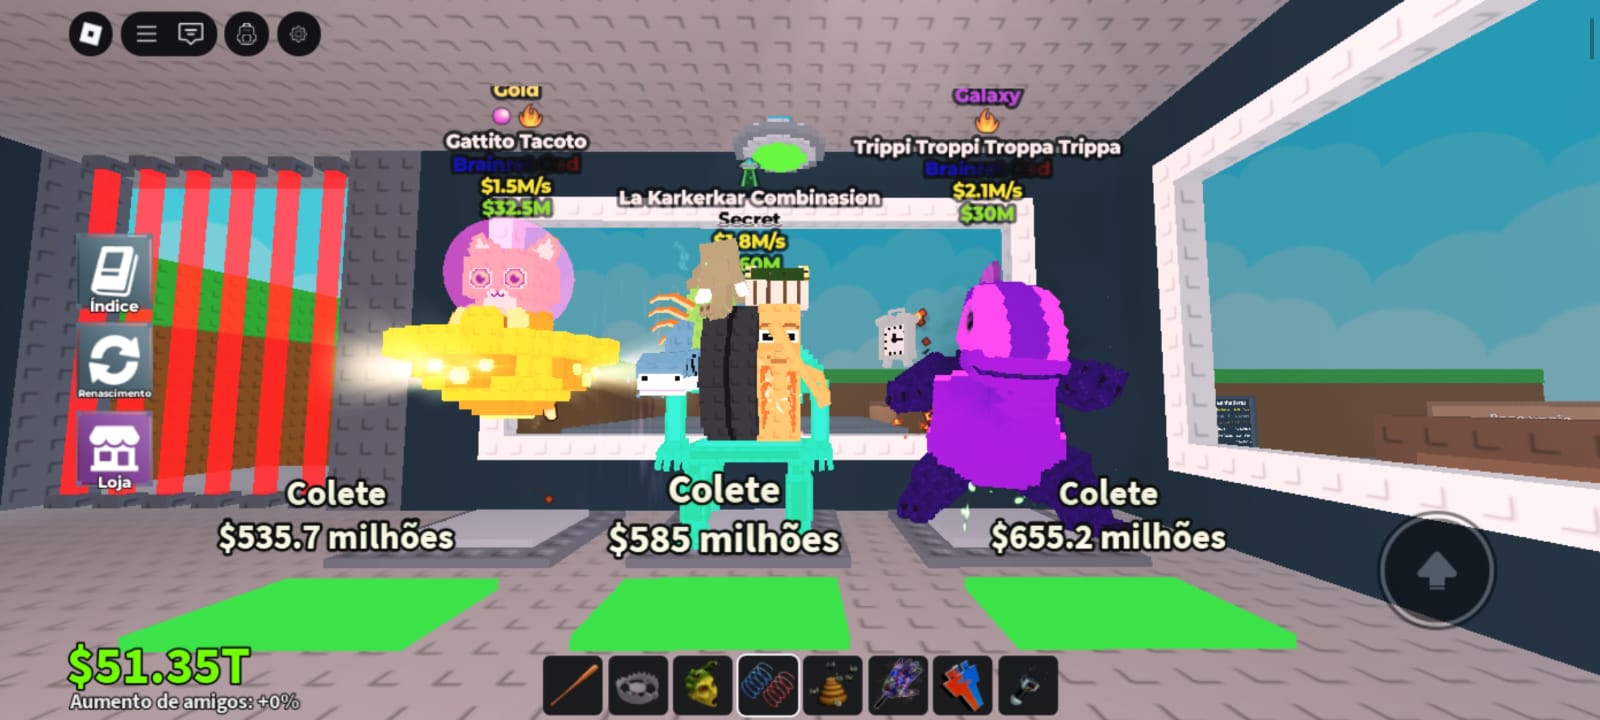 Gold
Gattito Tacoto
$1.5M/s
$32.5M
La Karkerkar Combinasion
Secret
Galaxy
Trippi Troppi Troppa Trippa
$2.1M/s
$30M
Índice
Renascimento
Loja
Colete
$535.7 milhões
Colete
$585 milhões
Colete
$655.2 milhões
$51.35T
Aumento de amigos: +0%